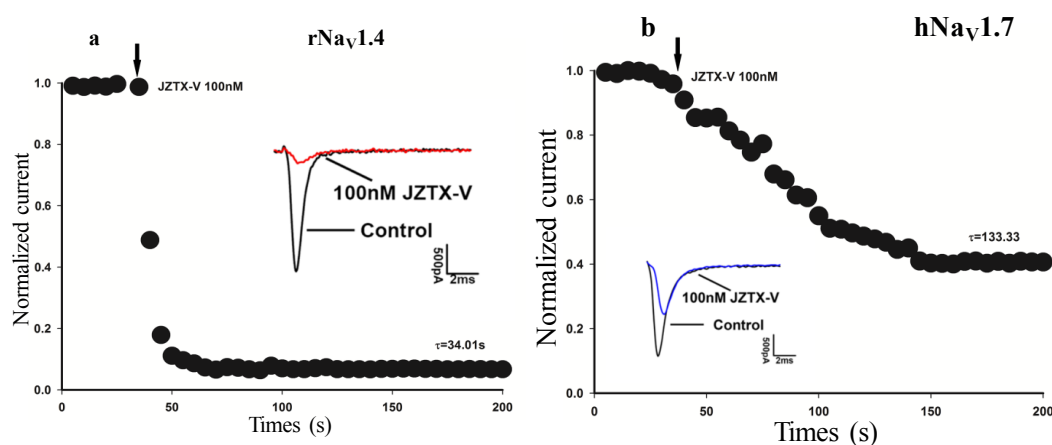 a
rNaV1.4
JZTX-V 100nM
Normalized current
1.0
0.8
0.6
0.4
0.2
0.0
100nM JZTX-V
Control
500pA
2ms
τ=34.01s
0
50
100
150
200
Times (s)
b
hNaV1.7
JZTX-V 100nM
Normalized current
1.0
0.8
0.6
0.4
0.2
0.0
τ=133.33
100nM JZTX-V
Control
500pA
2ms
0
50
100
150
200
Times (s)